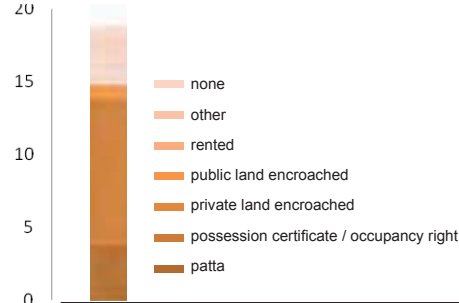 20
15
10
5
0
none
other
rented
public land encroached
private land encroached
possession certificate / occupancy right
patta